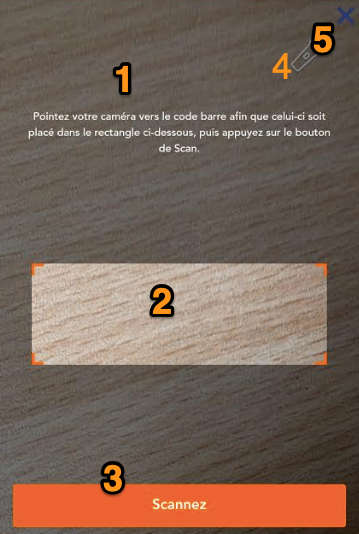 5
4
1
Pointez votre caméra vers le code barre afin que celui-ci soit
placé dans le rectangle ci-dessous, puis appuyez sur le bouton
de Scan.
2
3
Scannez